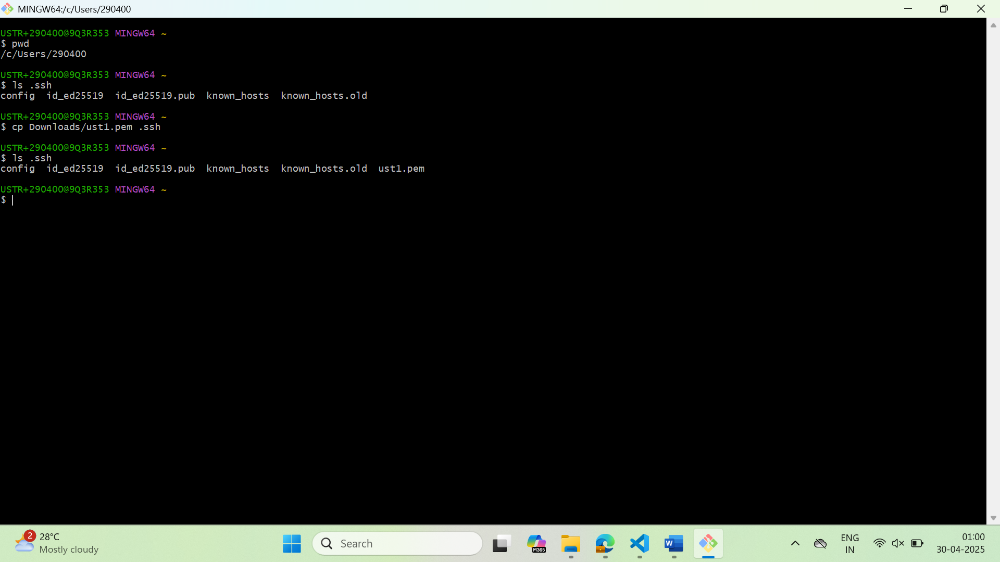 MINGW64:/c/Users/290400
USTR+290400@9Q3R353 MINGW64 ~
$ pwd
/c/Users/290400
USTR+290400@9Q3R353 MINGW64 ~
$ ls .ssh
config  id_ed25519  id_ed25519.pub  known_hosts  known_hosts.old
USTR+290400@9Q3R353 MINGW64 ~
$ cp Downloads/ust1.pem .ssh
USTR+290400@9Q3R353 MINGW64 ~
$ ls .ssh
config  id_ed25519  id_ed25519.pub  known_hosts  known_hosts.old  ust1.pem
USTR+290400@9Q3R353 MINGW64 ~
$
2
28°C
Mostly cloudy
Search
M365
W
ENG
IN
01:00
30-04-2025